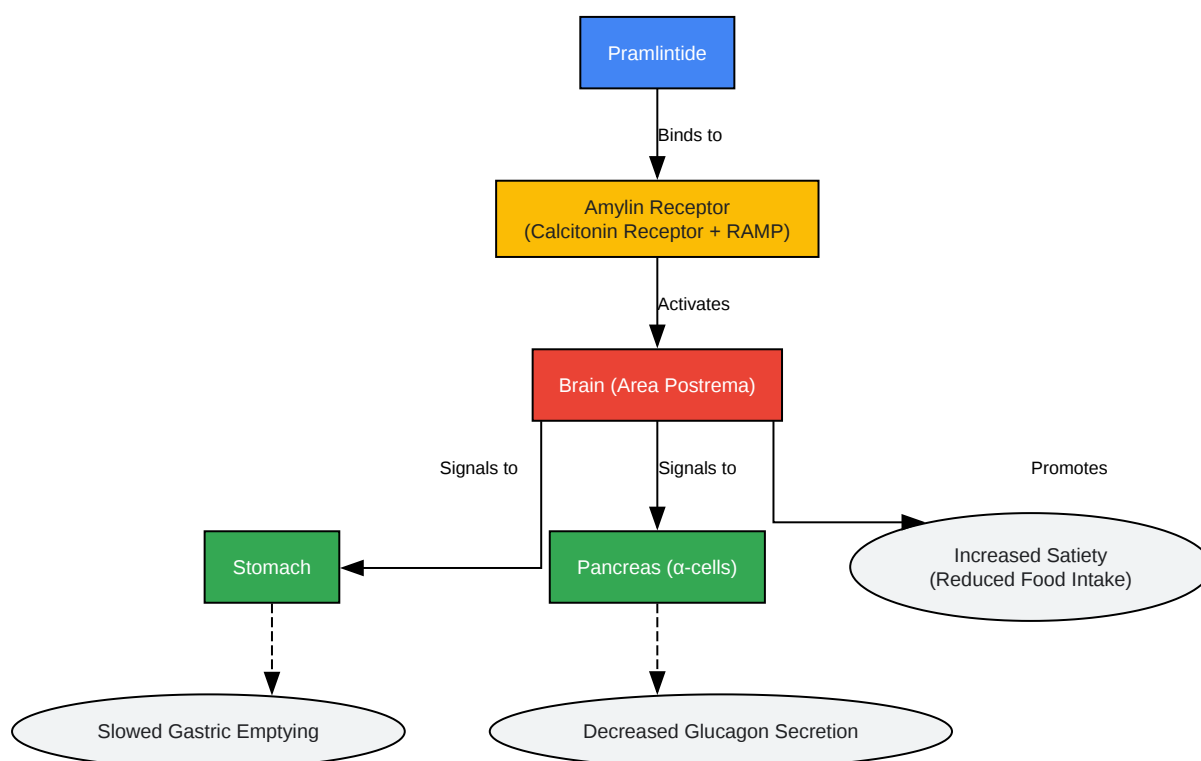 Pramlintide
Binds to
Amylin Receptor
(Calcitonin Receptor + RAMP)
Activates
Brain (Area Postrema)
Signals to
Signals to
Promotes
Stomach
Pancreas (α-cells)
Increased Satiety
(Reduced Food Intake)
Slowed Gastric Emptying
Decreased Glucagon Secretion